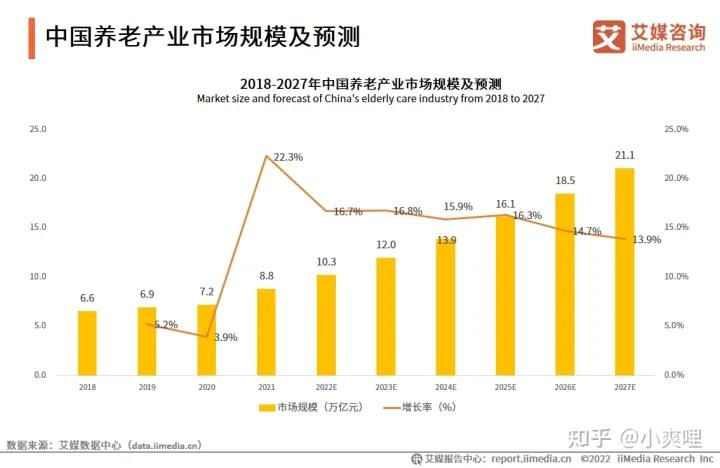 中国养老产业市场规模及预测
艾 艾媒咨询
iiMedia Research
2018-2027年中国养老产业市场规模及预测
Market size and forecast of China's elderly care industry from 2018 to 2027
25.0 25.0%
22.3%
21.1
20.0 20.0%
18.5
16.7% 16.8% 15.9% 16.1
16.3%
15.0 15.0%
14.7% 13.9%
13.9
12.0
10.3
10.0 10.0%
8.8
6.6 6.9 7.2
5.0 5.2% 5.0%
3.9%
0.0 0.0%
2018 2019 2020 2021 2022E 2023E 2024E 2025E 2026E 2027E
市场规模（万亿元） 增长率（%）
数据来源：艾媒数据中心（data.iimedia.cn）
知乎 @小爽哩
艾媒报告中心：report.iimedia.cn ©2022 iiMedia Research Inc